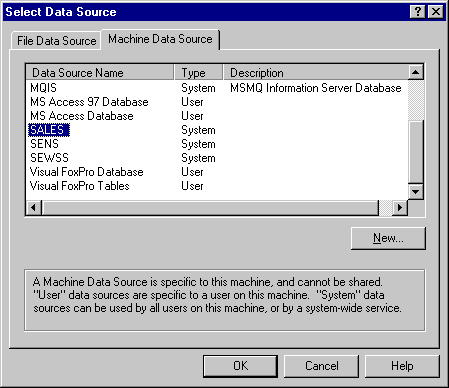 Select Data Source
File Data Source Machine Data Source
Data Source Name Type Description
MQIS System MSMQ Information Server Database
MS Access 97 Database User
MS Access Database User
SALES System
SENS System
SEWSS System
Visual FoxPro Database User
Visual FoxPro Tables User
New...
A Machine Data Source is specific to this machine, and cannot be shared.
"User" data sources are specific to a user on this machine. "System" data
sources can be used by all users on this machine, or by a system-wide service.
OK Cancel Help